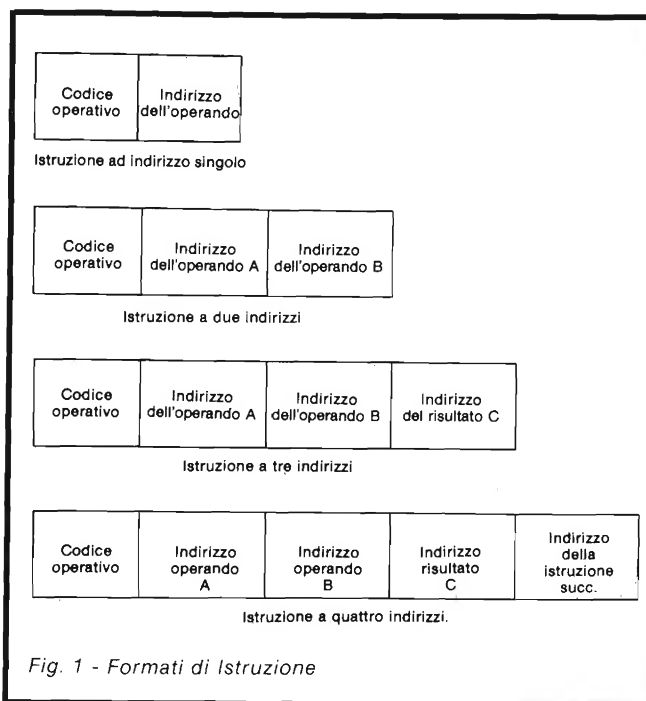 Codice operativo
Indirizzo dell'operando
Istruzione ad indirizzo singolo
Codice operativo
Indirizzo dell'operando A
Indirizzo dell'operando B
Istruzione a due indirizzi
Codice operativo
Indirizzo dell'operando A
Indirizzo dell'operando B
Indirizzo del risultato C
Istruzione a tre indirizzi
Codice operativo
Indirizzo operando A
Indirizzo operando B
Indirizzo risultato C
Indirizzo della istruzione succ.
Istruzione a quattro indirizzi.
Fig. 1 - Formati di Istruzione